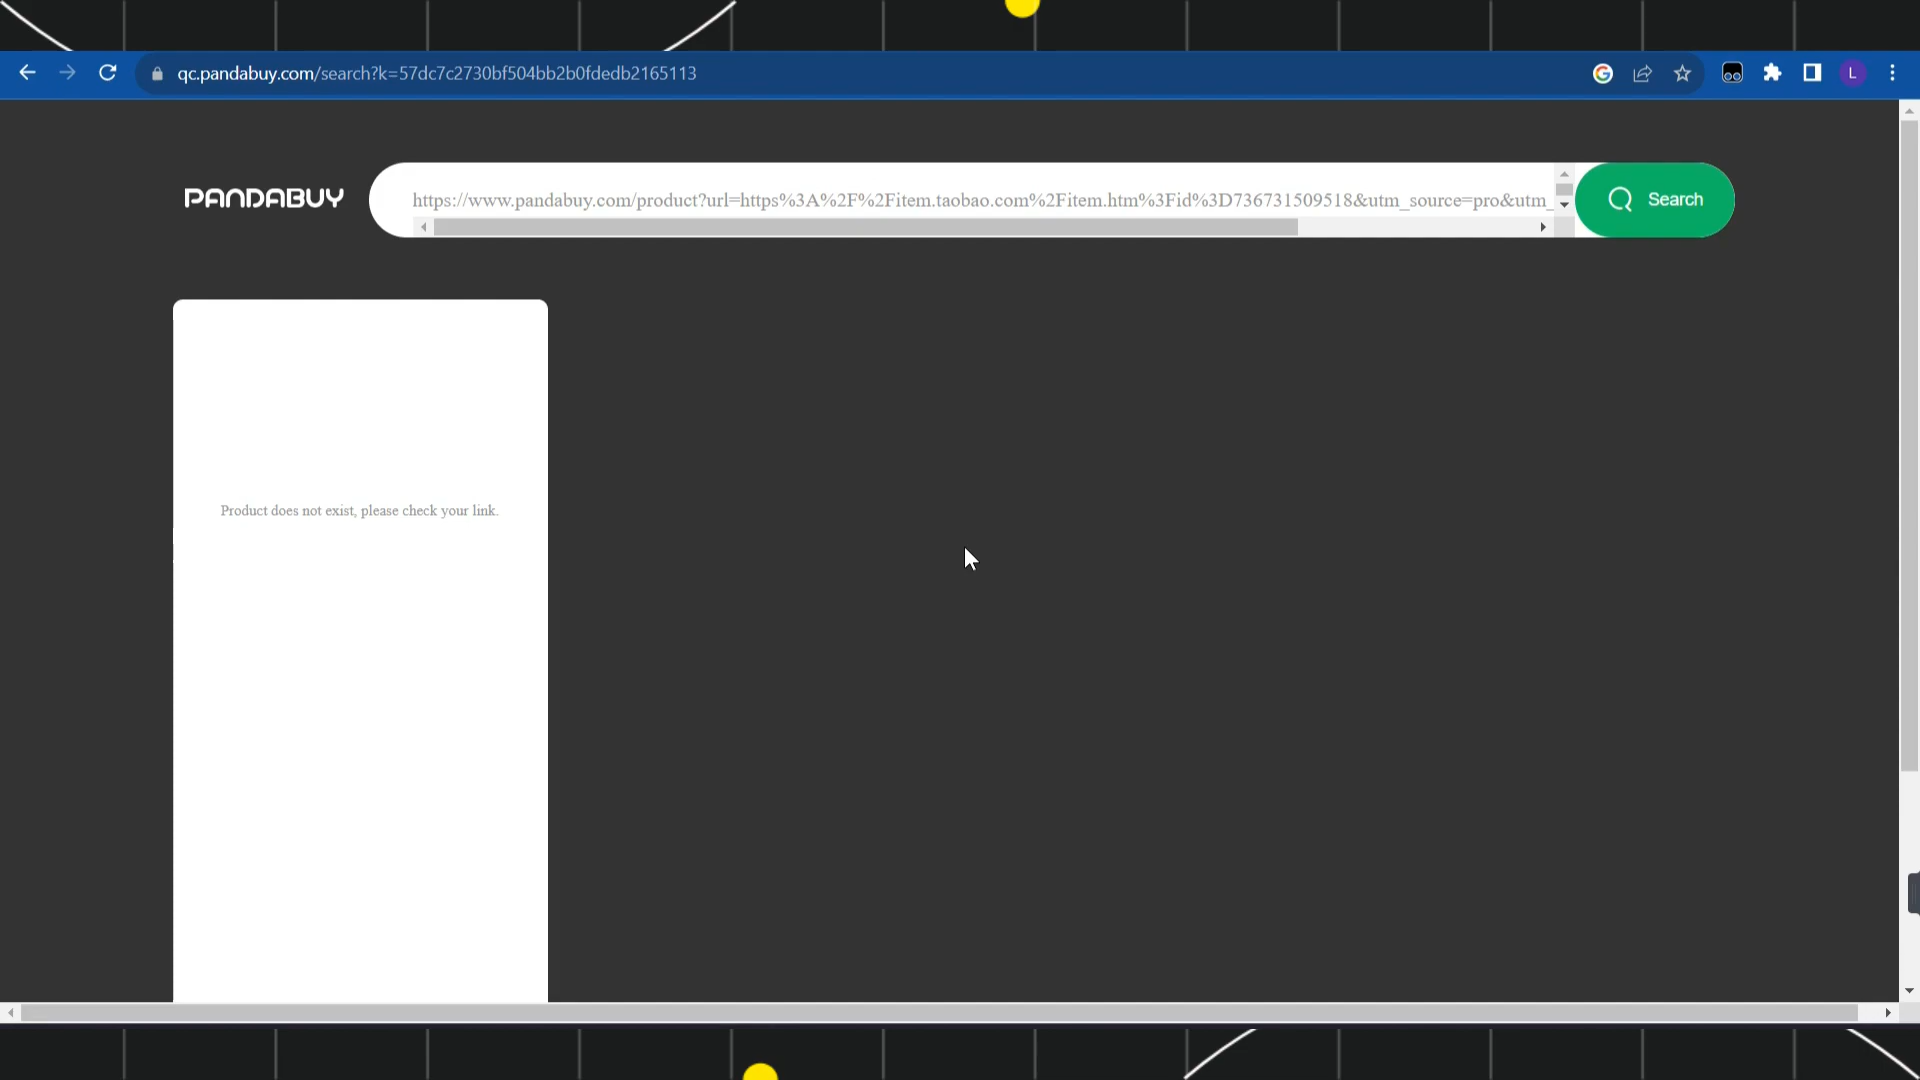 qc.pandabuy.com/search?k=57dc7c2730bf504bb2b0fdedb2165113
L
PANDABUY
https://www.pandabuy.com/product?url=https%3A%2F%2Fitem.taobao.com%2Fitem.htm%3Fid%3D736731509518&utm_source=pro&utm_
Search
Product does not exist, please check your link.